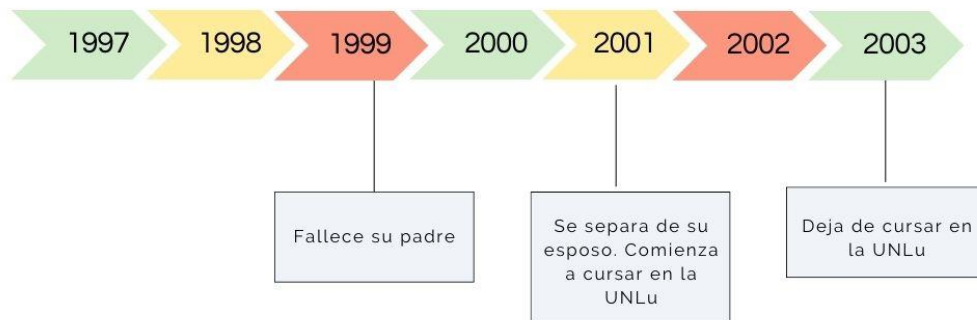 1997 1998 1999 2000 2001 2002 2003
Fallece su padre
Se separa de su
esposo. Comienza
a cursar en la
UNLu
Deja de cursar en
la UNLu